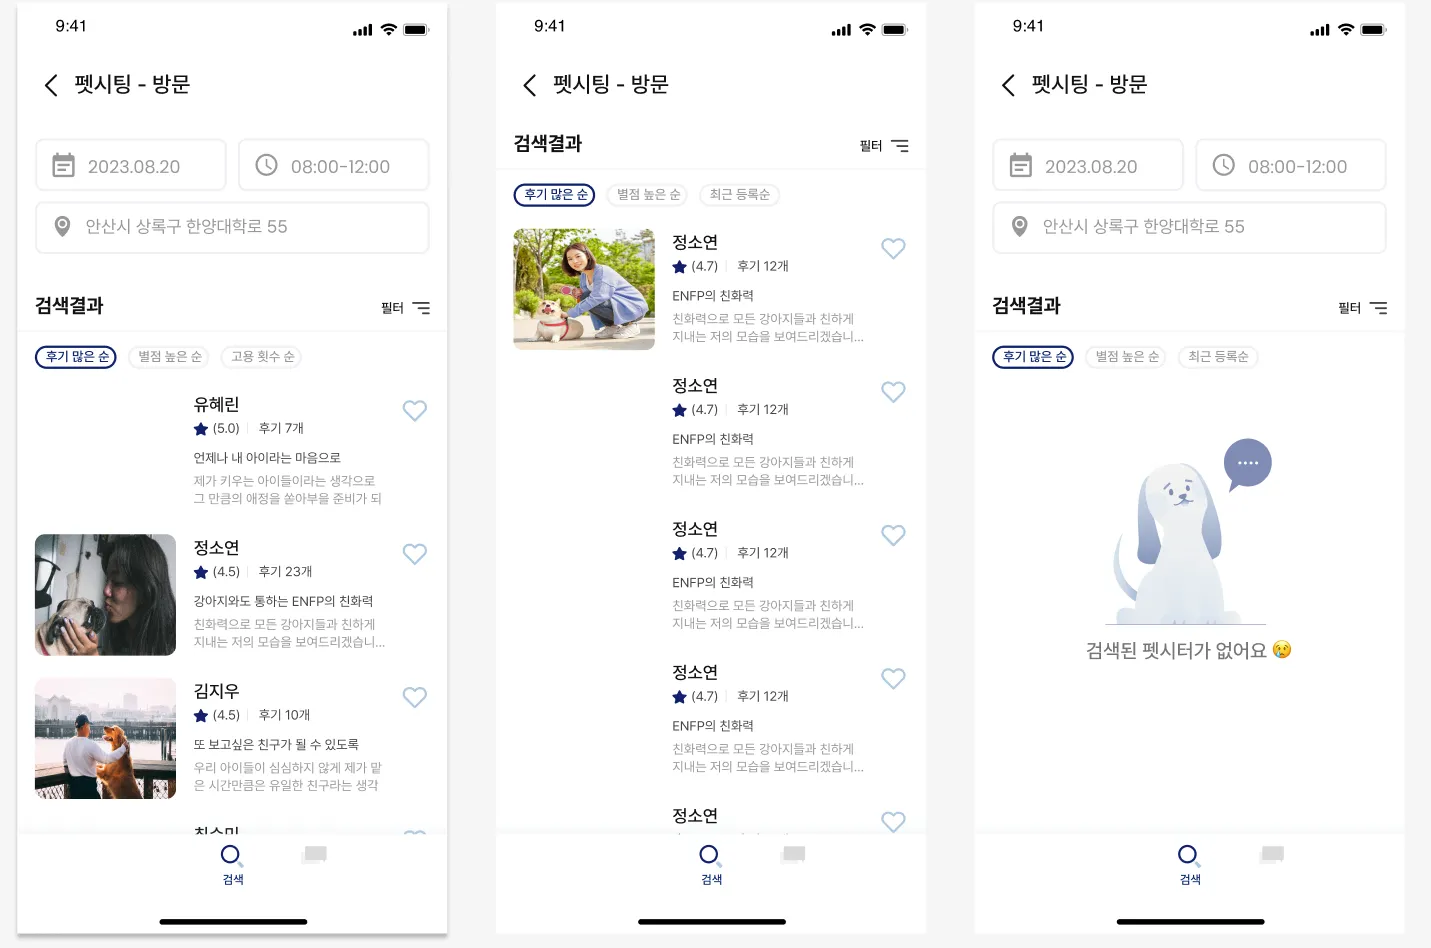 9:41
펫시팅 - 방문
2023.08.20
08:00-12:00
안산시 상록구 한양대학로 55
검색결과
필터
후기 많은 순
별점 높은 순
고용 횟수 순
유혜린
(5.0)
후기 7개
언제나 내 아이라는 마음으로
제가 키우는 아이들이라는 생각으로
그 만큼의 애정을 쏟아부을 준비가 되
정소연
(4.5)
후기 23개
강아지와도 통하는 ENFP의 친화력
친화력으로 모든 강아지들과 친하게
지내는 저의 모습을 보여드리겠습니...
김지우
(4.5)
후기 10개
또 보고싶은 친구가 될 수 있도록
우리 아이들이 심심하지 않게 제가 맡
은 시간만큼은 유일한 친구라는 생각
검색
9:41
펫시팅 - 방문
검색결과
필터
후기 많은 순
별점 높은 순
최근 등록순
정소연
(4.7)
후기 12개
ENFP의 친화력
친화력으로 모든 강아지들과 친하게
지내는 저의 모습을 보여드리겠습니...
정소연
(4.7)
후기 12개
ENFP의 친화력
친화력으로 모든 강아지들과 친하게
지내는 저의 모습을 보여드리겠습니...
정소연
(4.7)
후기 12개
ENFP의 친화력
친화력으로 모든 강아지들과 친하게
지내는 저의 모습을 보여드리겠습니...
정소연
(4.7)
후기 12개
ENFP의 친화력
친화력으로 모든 강아지들과 친하게
지내는 저의 모습을 보여드리겠습니...
정소연
검색
9:41
펫시팅 - 방문
2023.08.20
08:00-12:00
안산시 상록구 한양대학로 55
검색결과
필터
후기 많은 순
별점 높은 순
최근 등록순
검색된 펫시터가 없어요 😢
검색